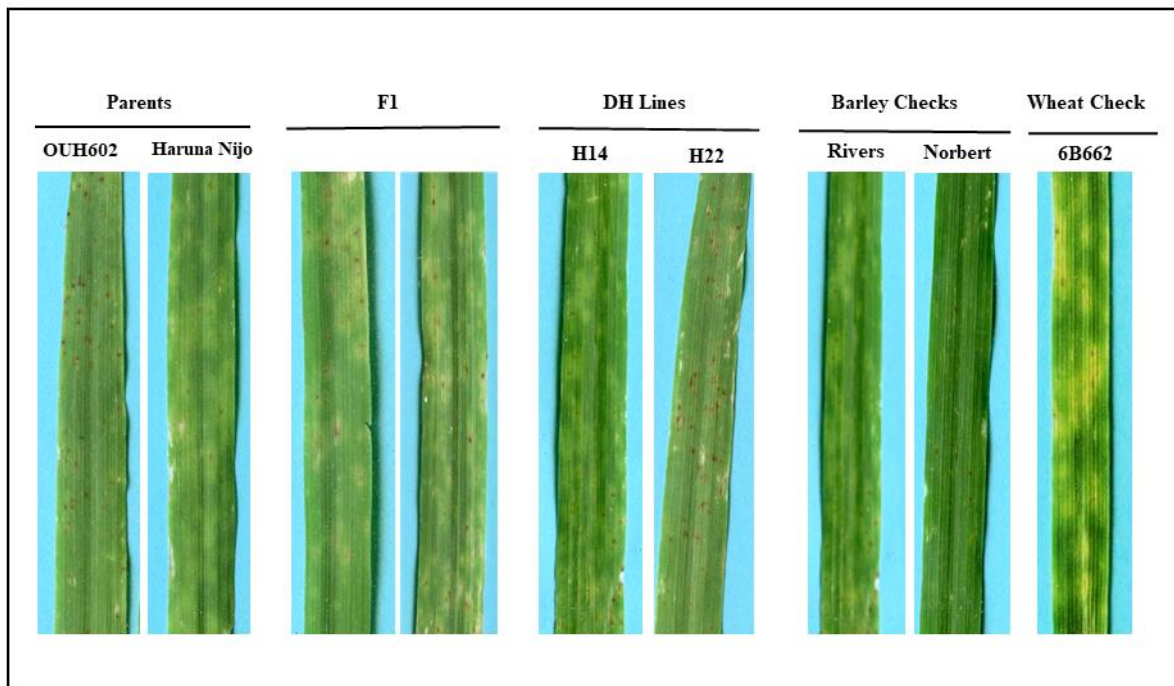 Parents F1 DH Lines Barley Checks Wheat Check
OUH602 Haruna Nijo H14 H22 Rivers Norbert 6B662